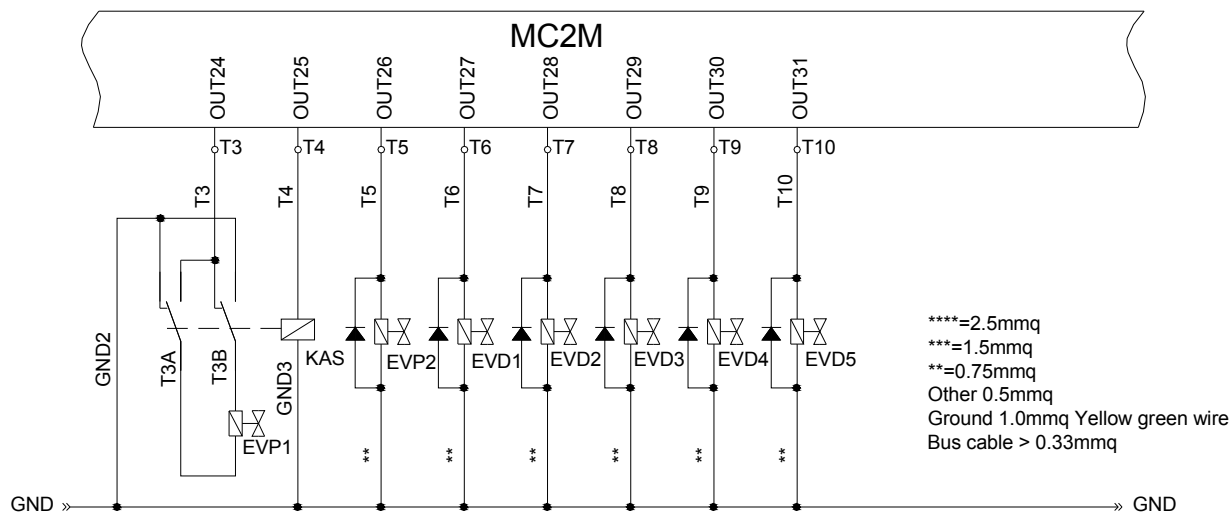 MC2M
OUT24
OUT25
OUT26
OUT27
OUT28
OUT29
OUT30
OUT31
T3
T4
T5
T6
T7
T8
T9
T10
T3
T4
T5
T6
T7
T8
T9
T10
GND2
T3A
T3B
GND3
KAS
EVP1
EVP2
EVD1
EVD2
EVD3
EVD4
EVD5
**
**
**
**
**
**
****=2.5mmq
***=1.5mmq
**=0.75mmq
Other 0.5mmq
Ground 1.0mmq Yellow green wire
Bus cable > 0.33mmq
GND
GND